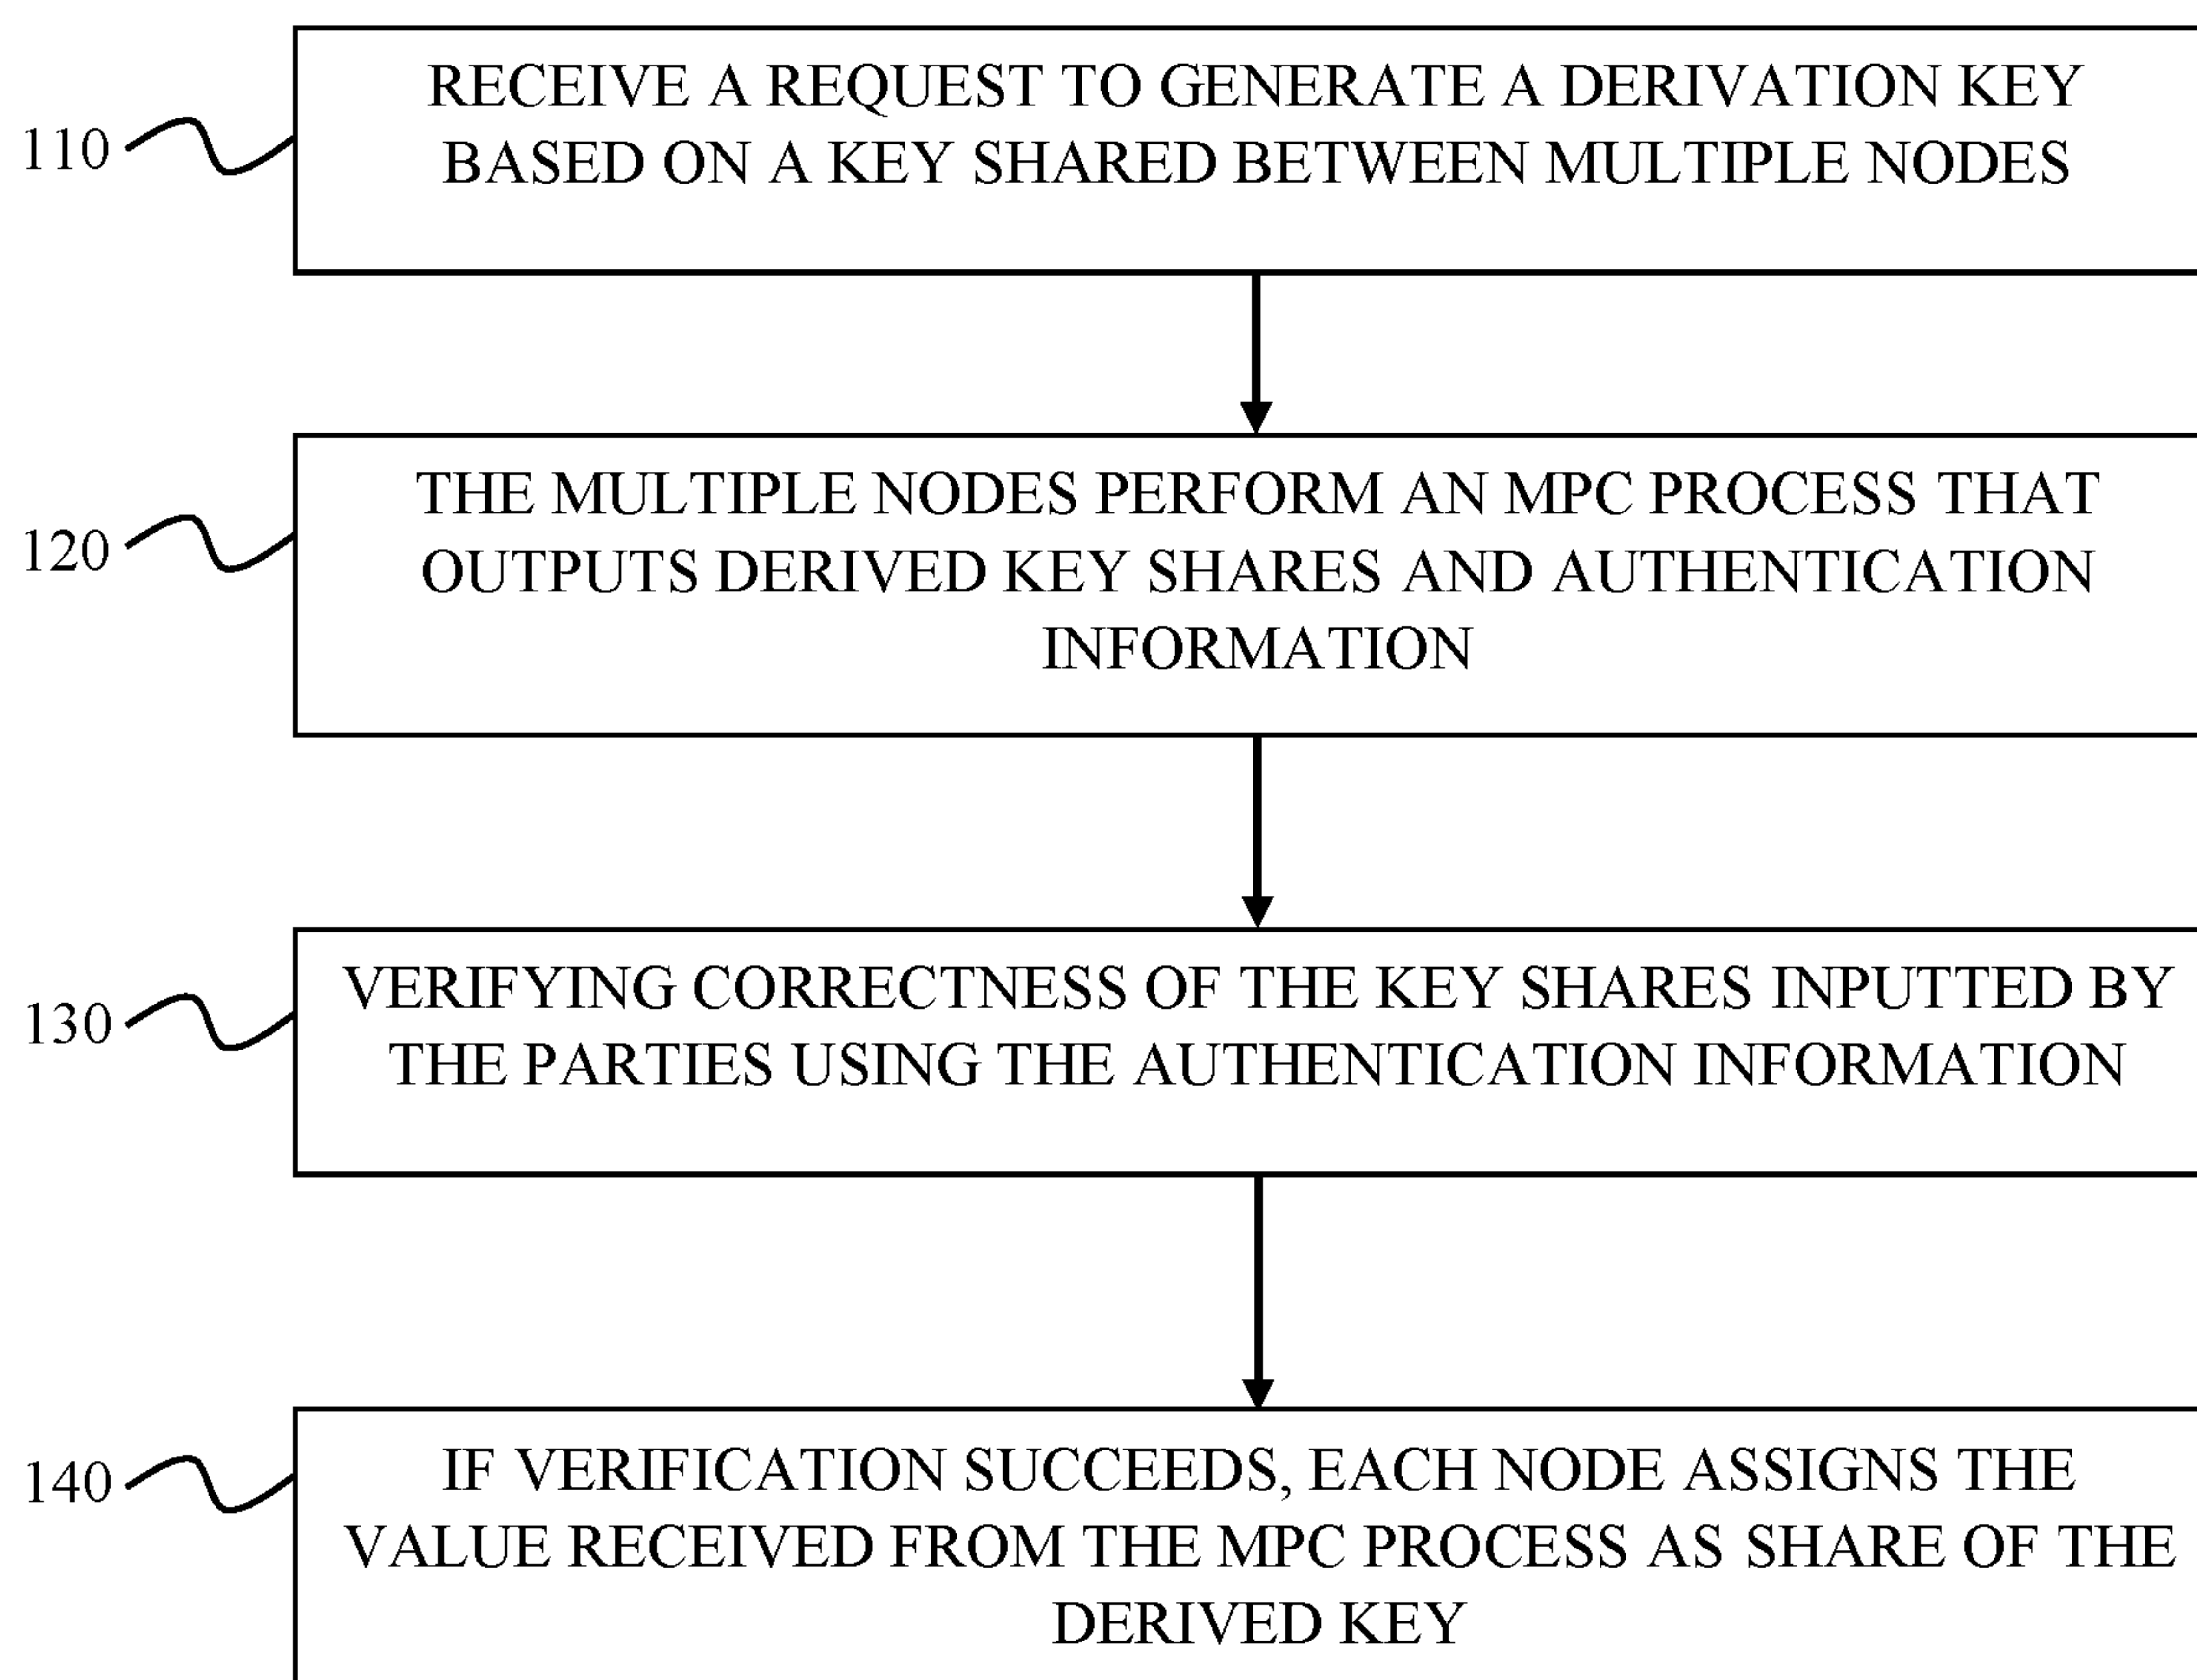 110
RECEIVE A REQUEST TO GENERATE A DERIVATION KEY
BASED ON A KEY SHARED BETWEEN MULTIPLE NODES
120
THE MULTIPLE NODES PERFORM AN MPC PROCESS THAT
OUTPUTS DERIVED KEY SHARES AND AUTHENTICATION
INFORMATION
130
VERIFYING CORRECTNESS OF THE KEY SHARES INPUTTED BY
THE PARTIES USING THE AUTHENTICATION INFORMATION
140
IF VERIFICATION SUCCEEDS, EACH NODE ASSIGNS THE
VALUE RECEIVED FROM THE MPC PROCESS AS SHARE OF THE
DERIVED KEY